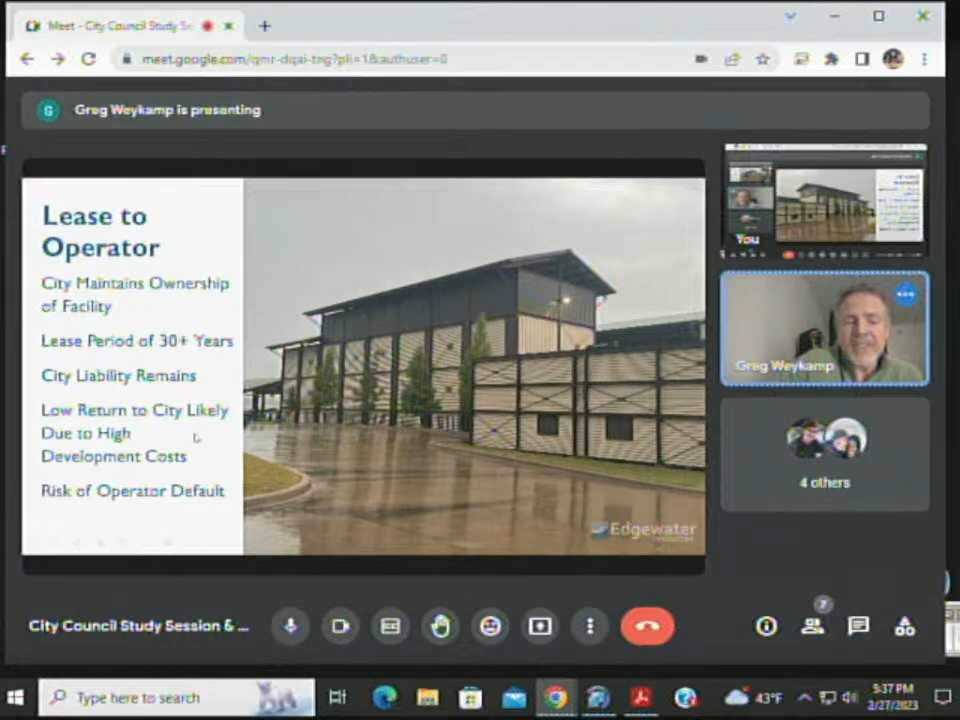 Meet - City Council Study Se
meet.google.com/qmr-dqxi-tng?pli=1&authuser=0
G
Greg Weykamp is presenting
Lease to
Operator
City Maintains Ownership
of Facility
Lease Period of 30+ Years
City Liability Remains
Low Return to City Likely
Due to High
Development Costs
Risk of Operator Default
Edgewater
You
Greg Weykamp
4 others
City Council Study Session & ...
7
Type here to search
43°F
5:37 PM
2/27/2023